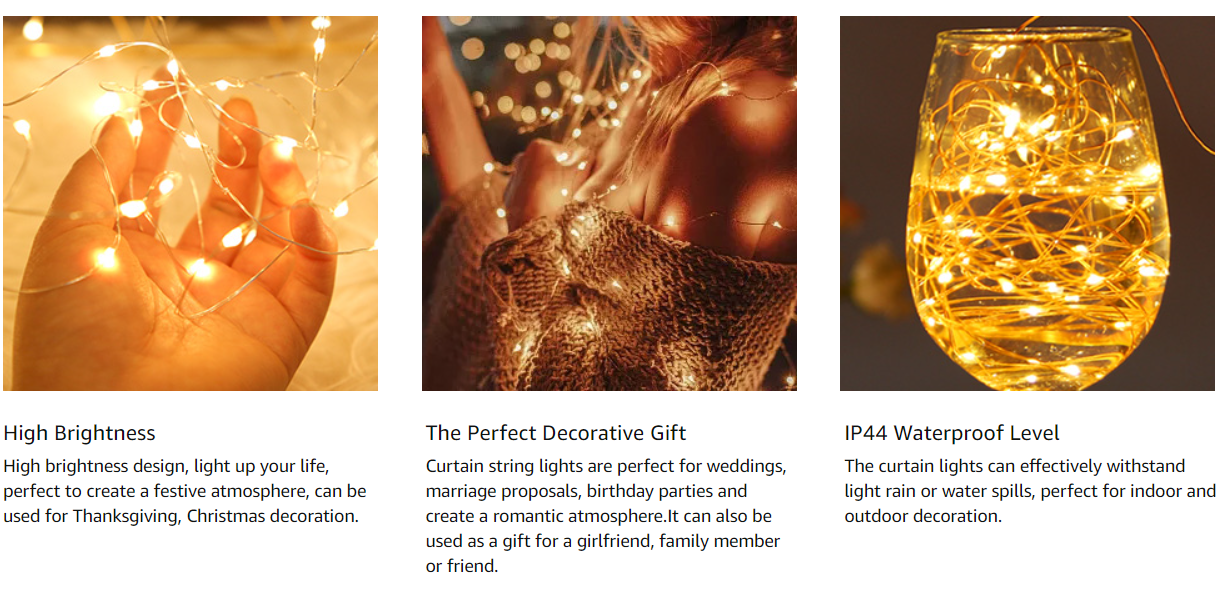 High Brightness
High brightness design, light up your life,
perfect to create a festive atmosphere, can be
used for Thanksgiving, Christmas decoration.
The Perfect Decorative Gift
Curtain string lights are perfect for weddings,
marriage proposals, birthday parties and
create a romantic atmosphere.It can also be
used as a gift for a girlfriend, family member
or friend.
IP44 Waterproof Level
The curtain lights can effectively withstand
light rain or water spills, perfect for indoor and
outdoor decoration.